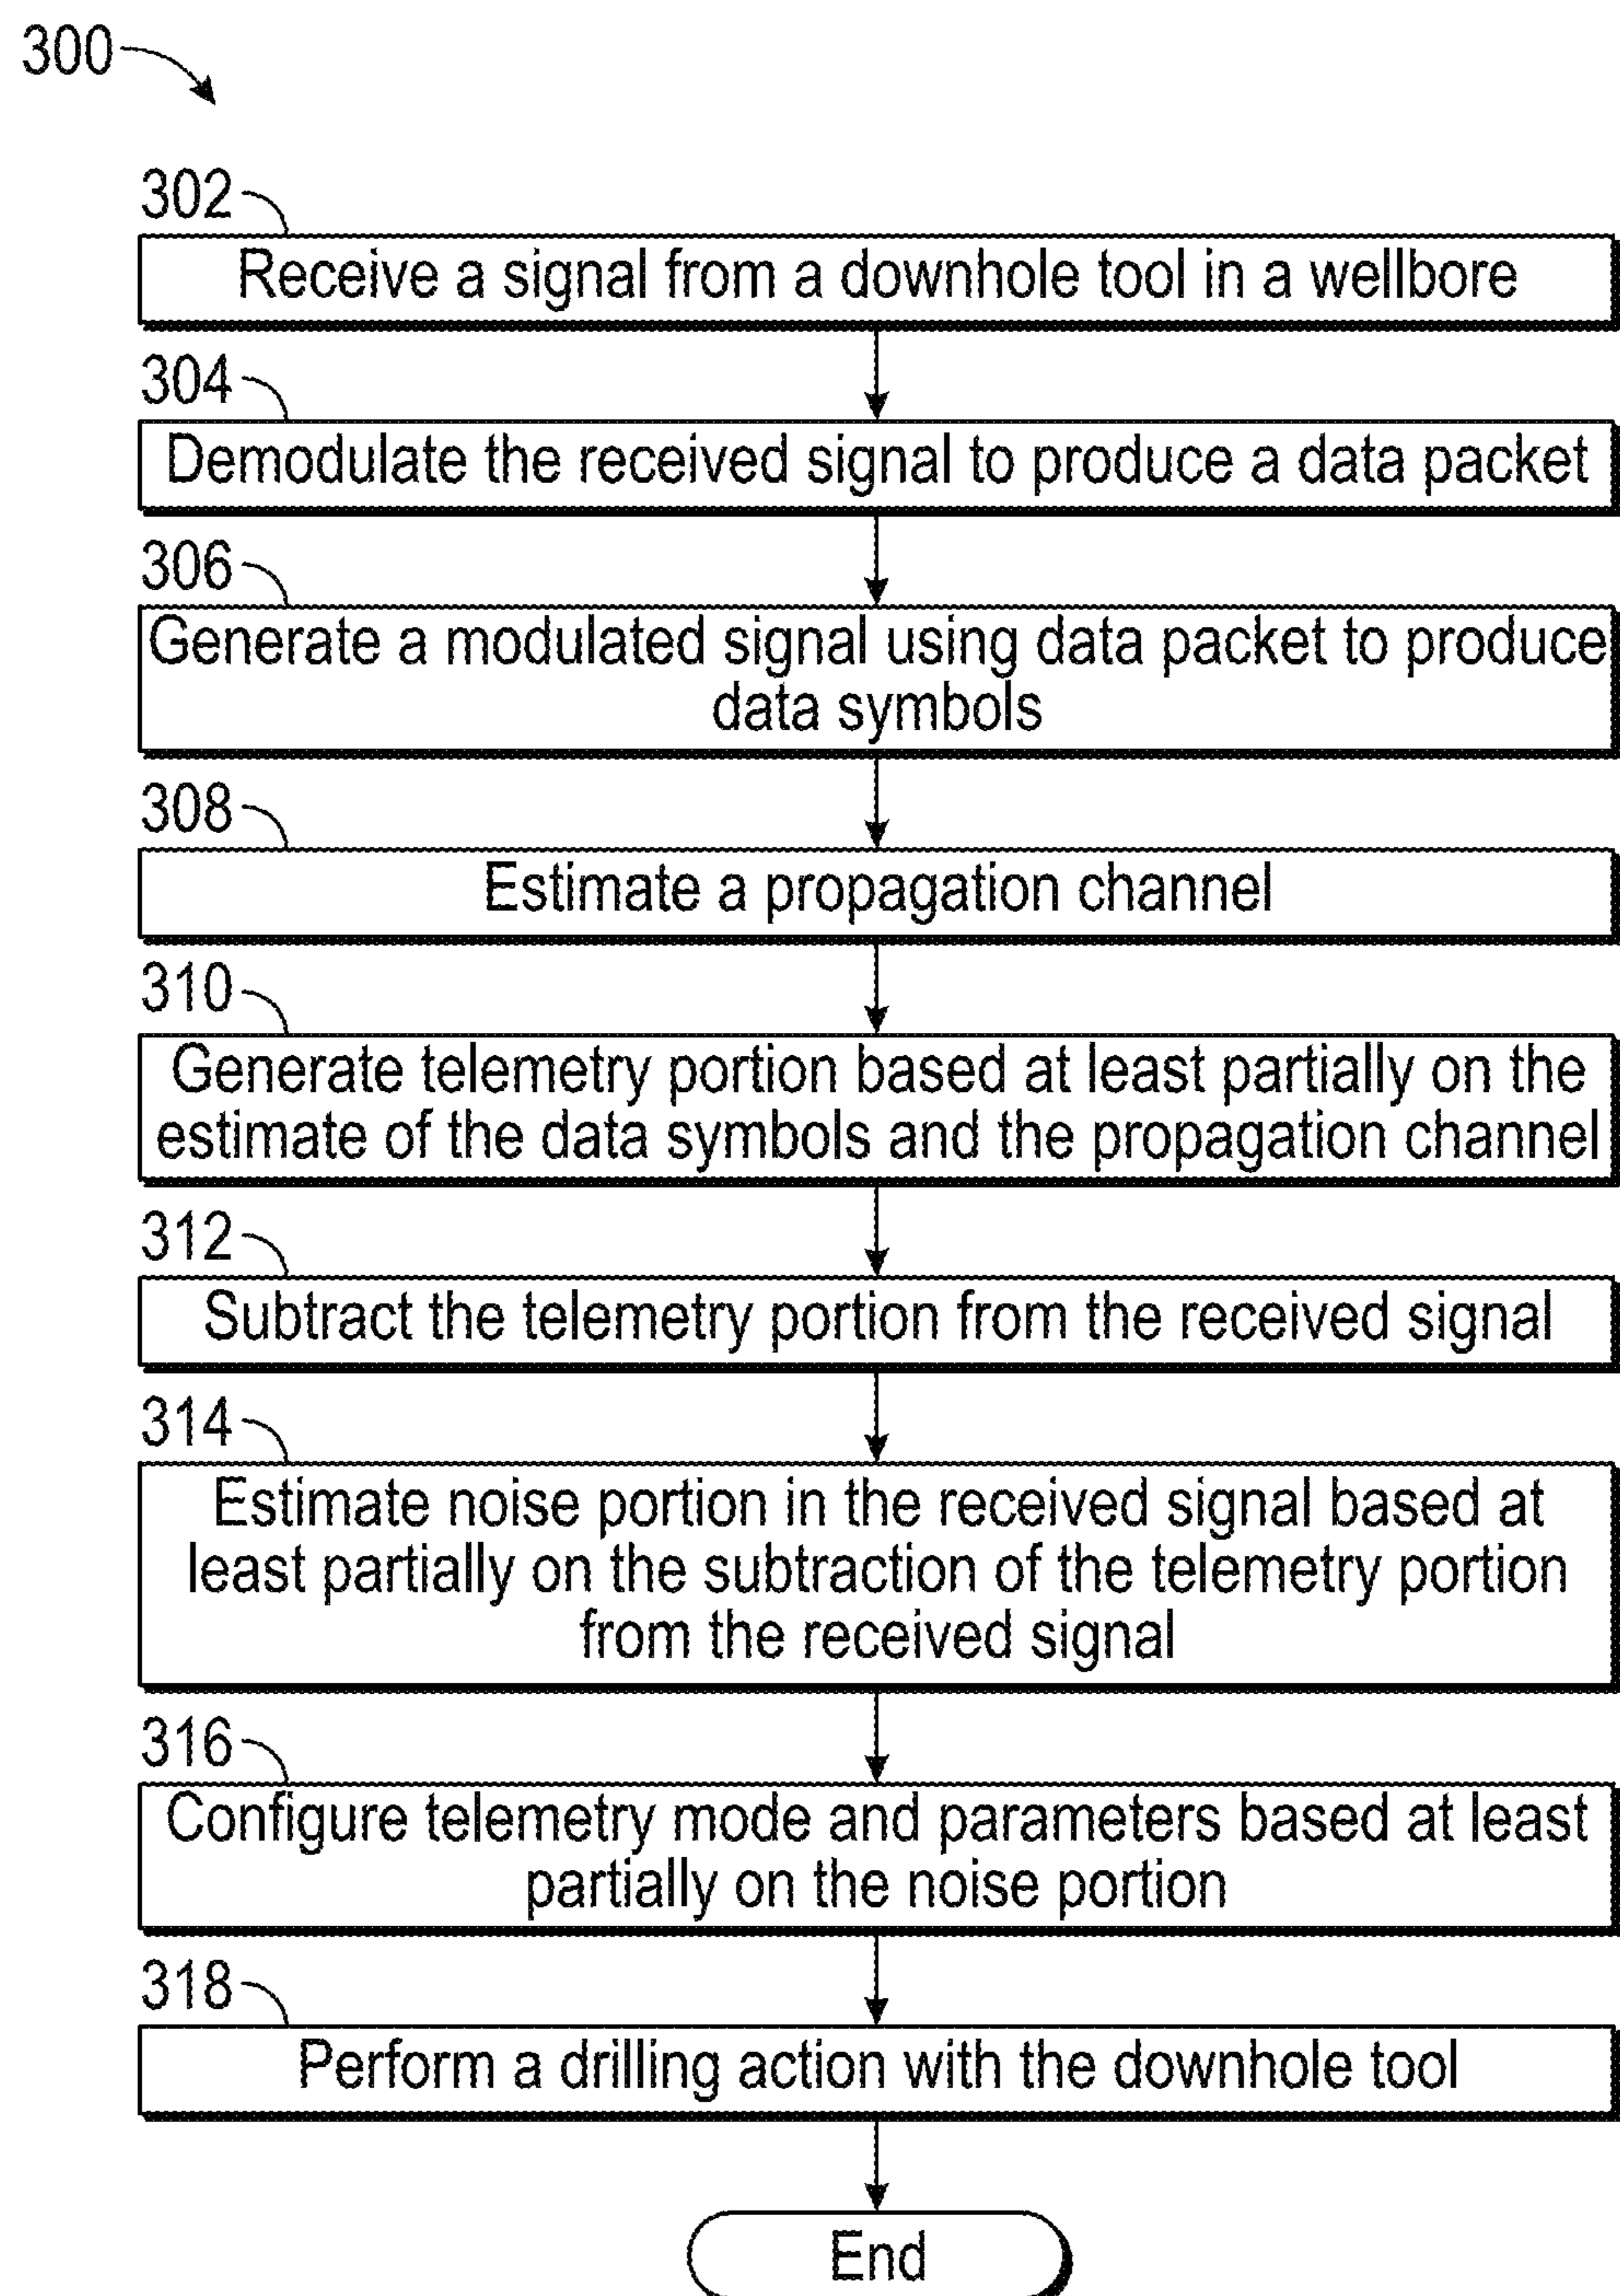 300
302
Receive a signal from a downhole tool in a wellbore
304
Demodulate the received signal to produce a data packet
306
Generate a modulated signal using data packet to produce
data symbols
308
Estimate a propagation channel
310
Generate telemetry portion based at least partially on the
estimate of the data symbols and the propagation channel
312
Subtract the telemetry portion from the received signal
314
Estimate noise portion in the received signal based at
least partially on the subtraction of the telemetry portion
from the received signal
316
Configure telemetry mode and parameters based at least
partially on the noise portion
318
Perform a drilling action with the downhole tool
End